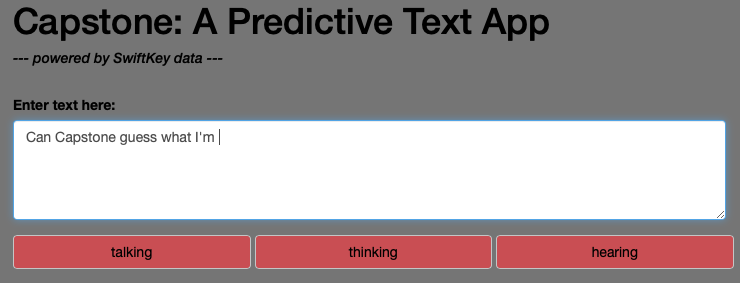 Capstone: A Predictive Text App
--- powered by SwiftKey data ---
Enter text here:
Can Capstone guess what I'm
talking thinking hearing